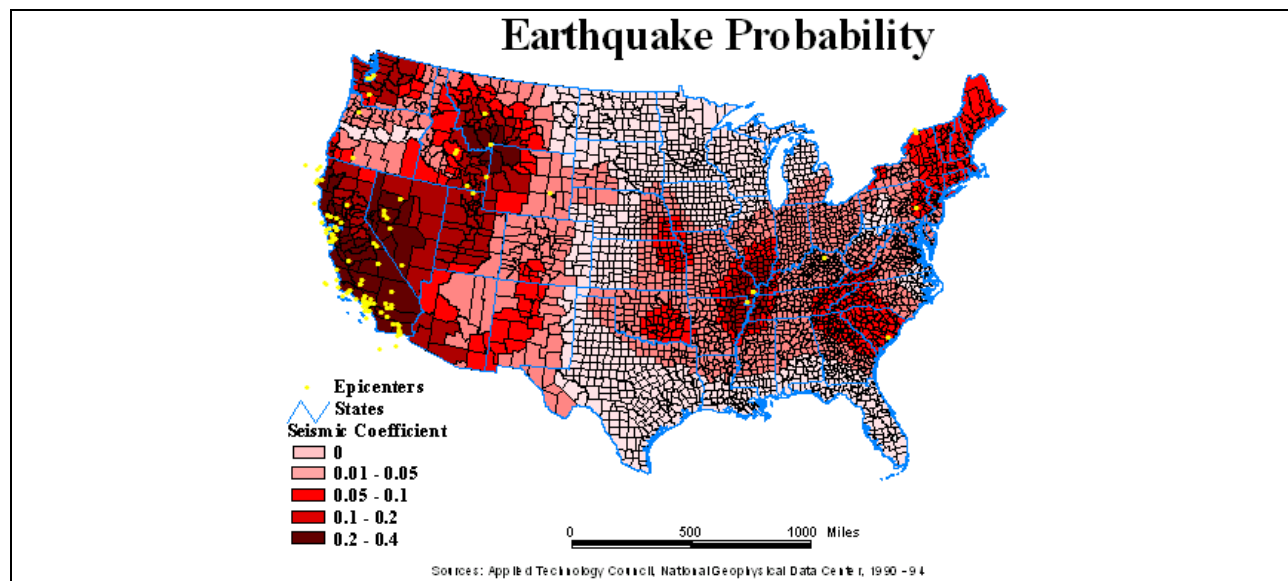 Earthquake Probability
Epicenters
States
Seismic Coefficient
0
0.01 - 0.05
0.05 - 0.1
0.1 - 0.2
0.2 - 0.4
0 500 1000 Miles
Sources: Applied Technology Council, National Geophysical Data Center, 1990 - 94